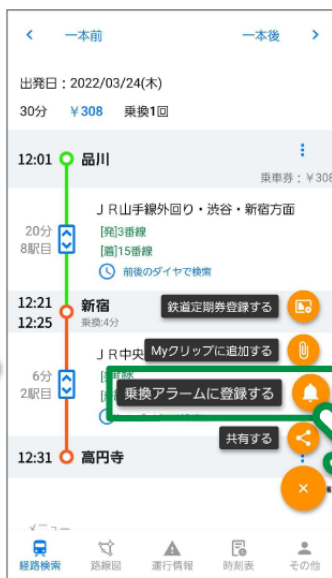 一本前 一本後
出発日：2022/03/24(木)
30分 ￥308 乗換1回
12:01 品川
乗車券：￥308
ＪＲ山手線外回り・渋谷・新宿方面
20分 [発]3番線
8駅目 [着]15番線
前後のダイヤで検索
12:21 新宿 鉄道定期券登録する
12:25 乗換:4分
ＪＲ中央 Myクリップに追加する
6分
2駅目 乗換アラームに登録する
共有する
12:31 高円寺
メニュー
経路検索 路線図 運行情報 時刻表 その他